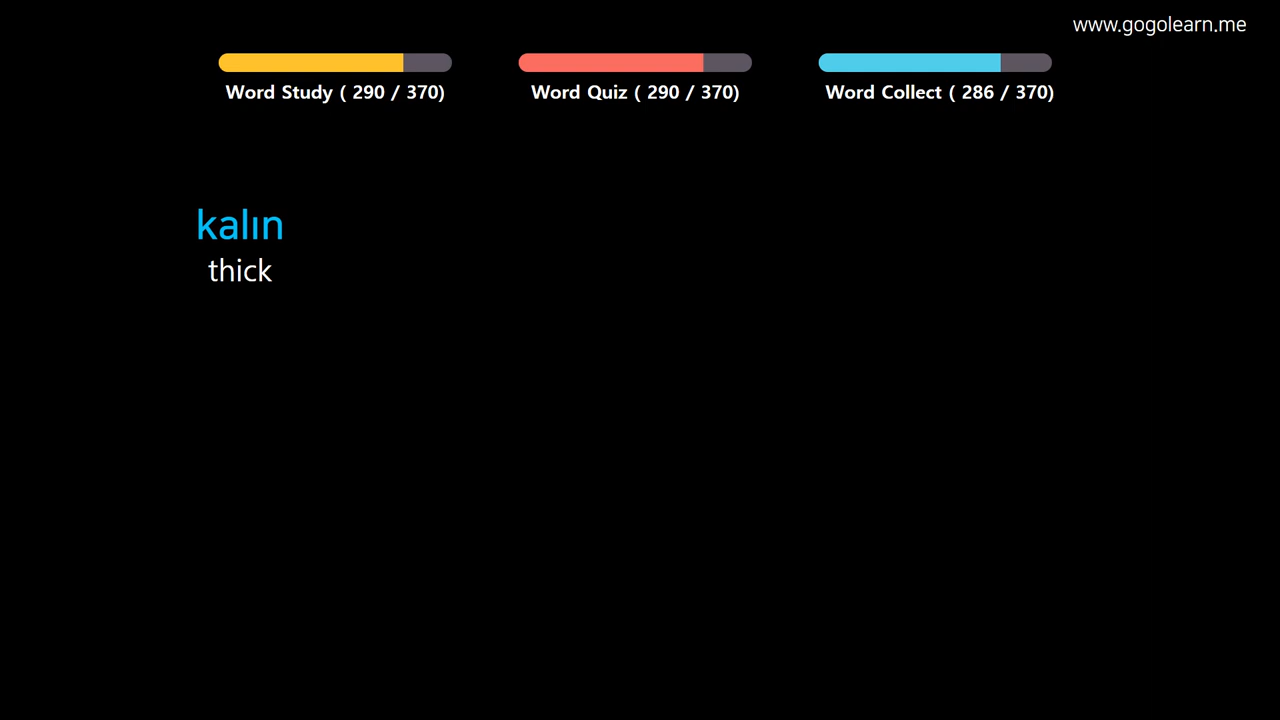 www.gogolearn.me
Word Study ( 290 / 370)
Word Quiz ( 290 / 370)
Word Collect ( 286 / 370)
kalın
thick